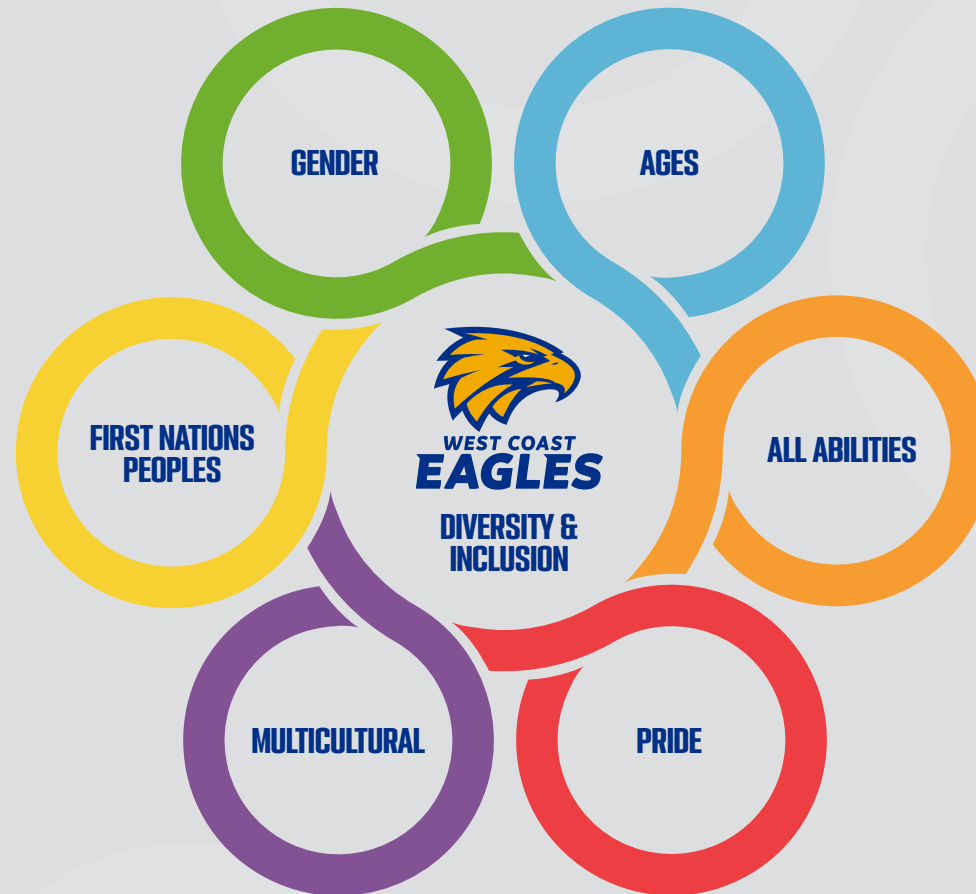 GENDER
AGES
FIRST NATIONS
PEOPLES
WEST COAST
EAGLES
DIVERSITY &
INCLUSION
ALL ABILITIES
MULTICULTURAL
PRIDE